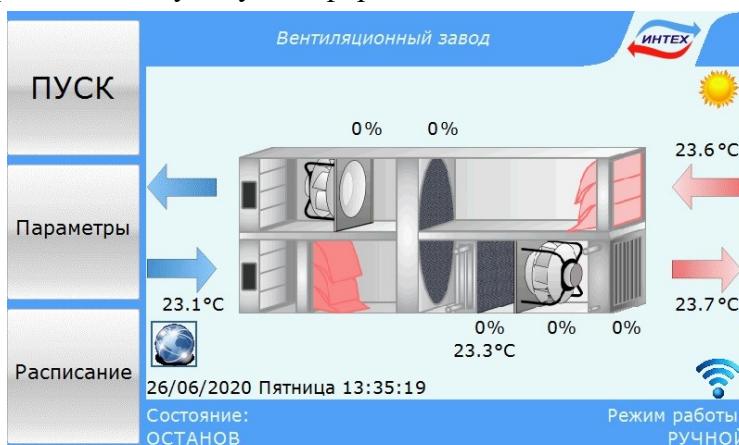 Вентиляционный завод
ИНТЕХ
ПУСК
0% 0%
23.6°C
Параметры
23.1°C
23.7°C
0% 0% 0%
23.3°C
Расписание
26/06/2020 Пятница 13:35:19
Состояние:
ОСТАНОВ
Режим работы
РУЧНОЙ